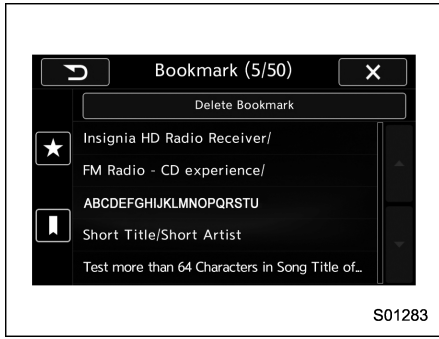 Bookmark (5/50)
Delete Bookmark
Insignia HD Radio Receiver/
FM Radio - CD experience/
ABCDEFGHIJKLMNOPQRSTU
Short Title/Short Artist
Test more than 64 Characters in Song Title of...
S01283